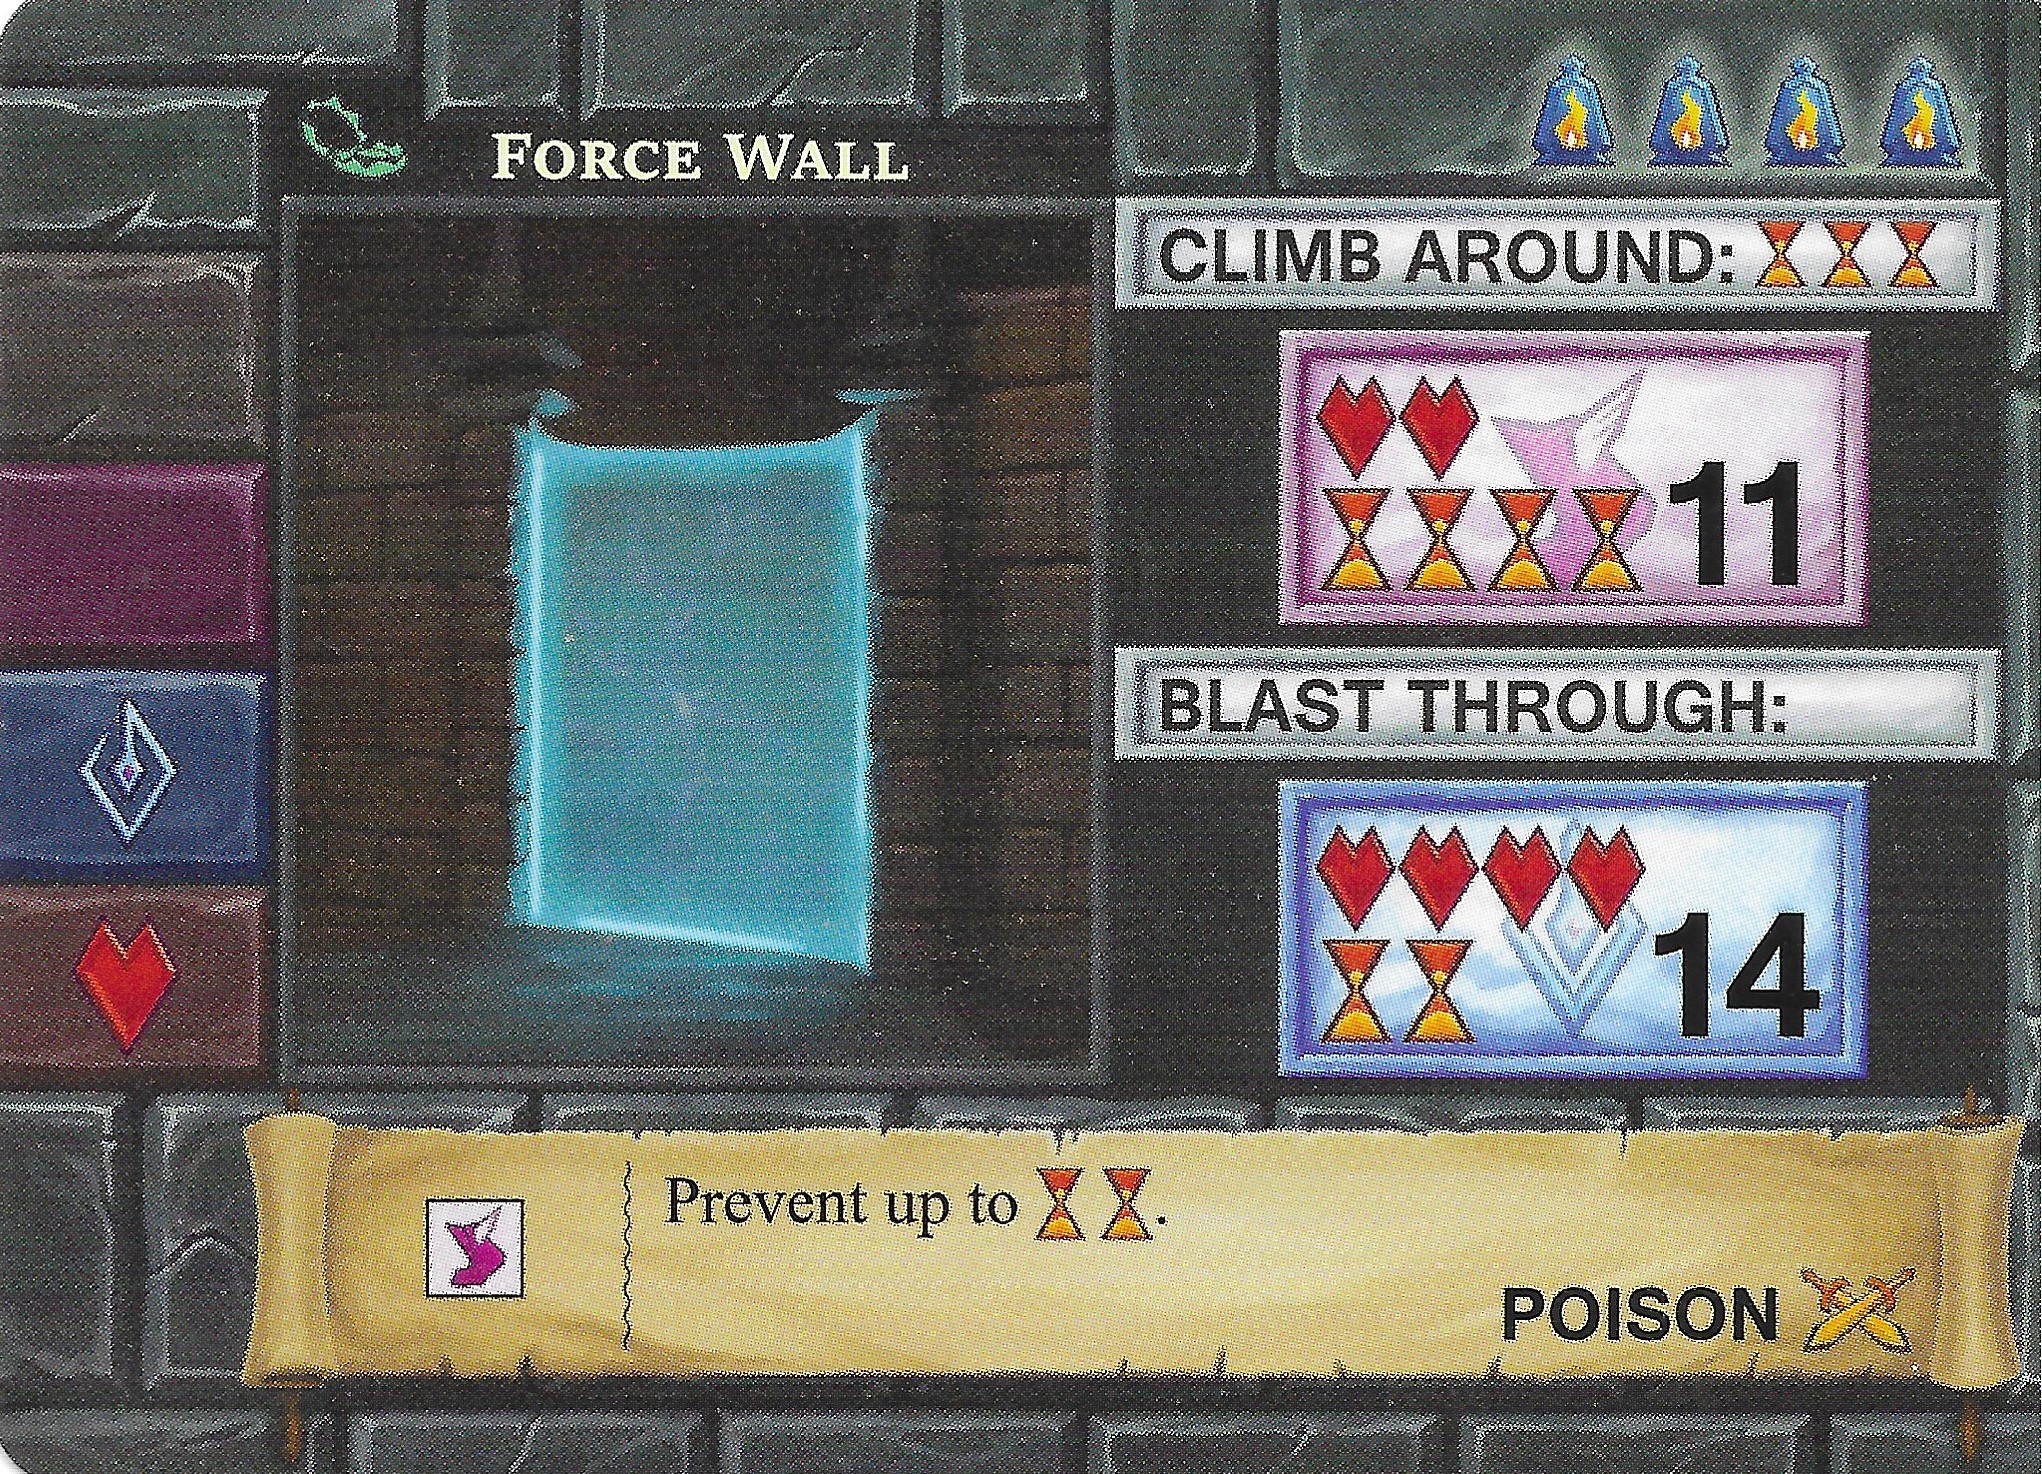 FORCE WALL
CLIMB AROUND:
11
BLAST THROUGH:
14
Prevent up to .
POISON